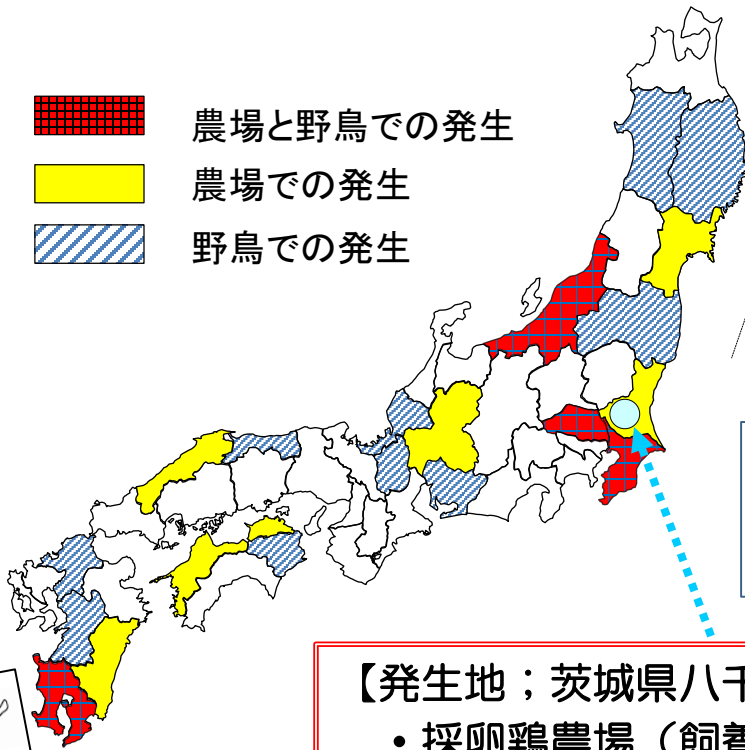 農場と野鳥での発生
農場での発生
野鳥での発生
【発生地；茨城県八千
・採卵鶏農場（飼養